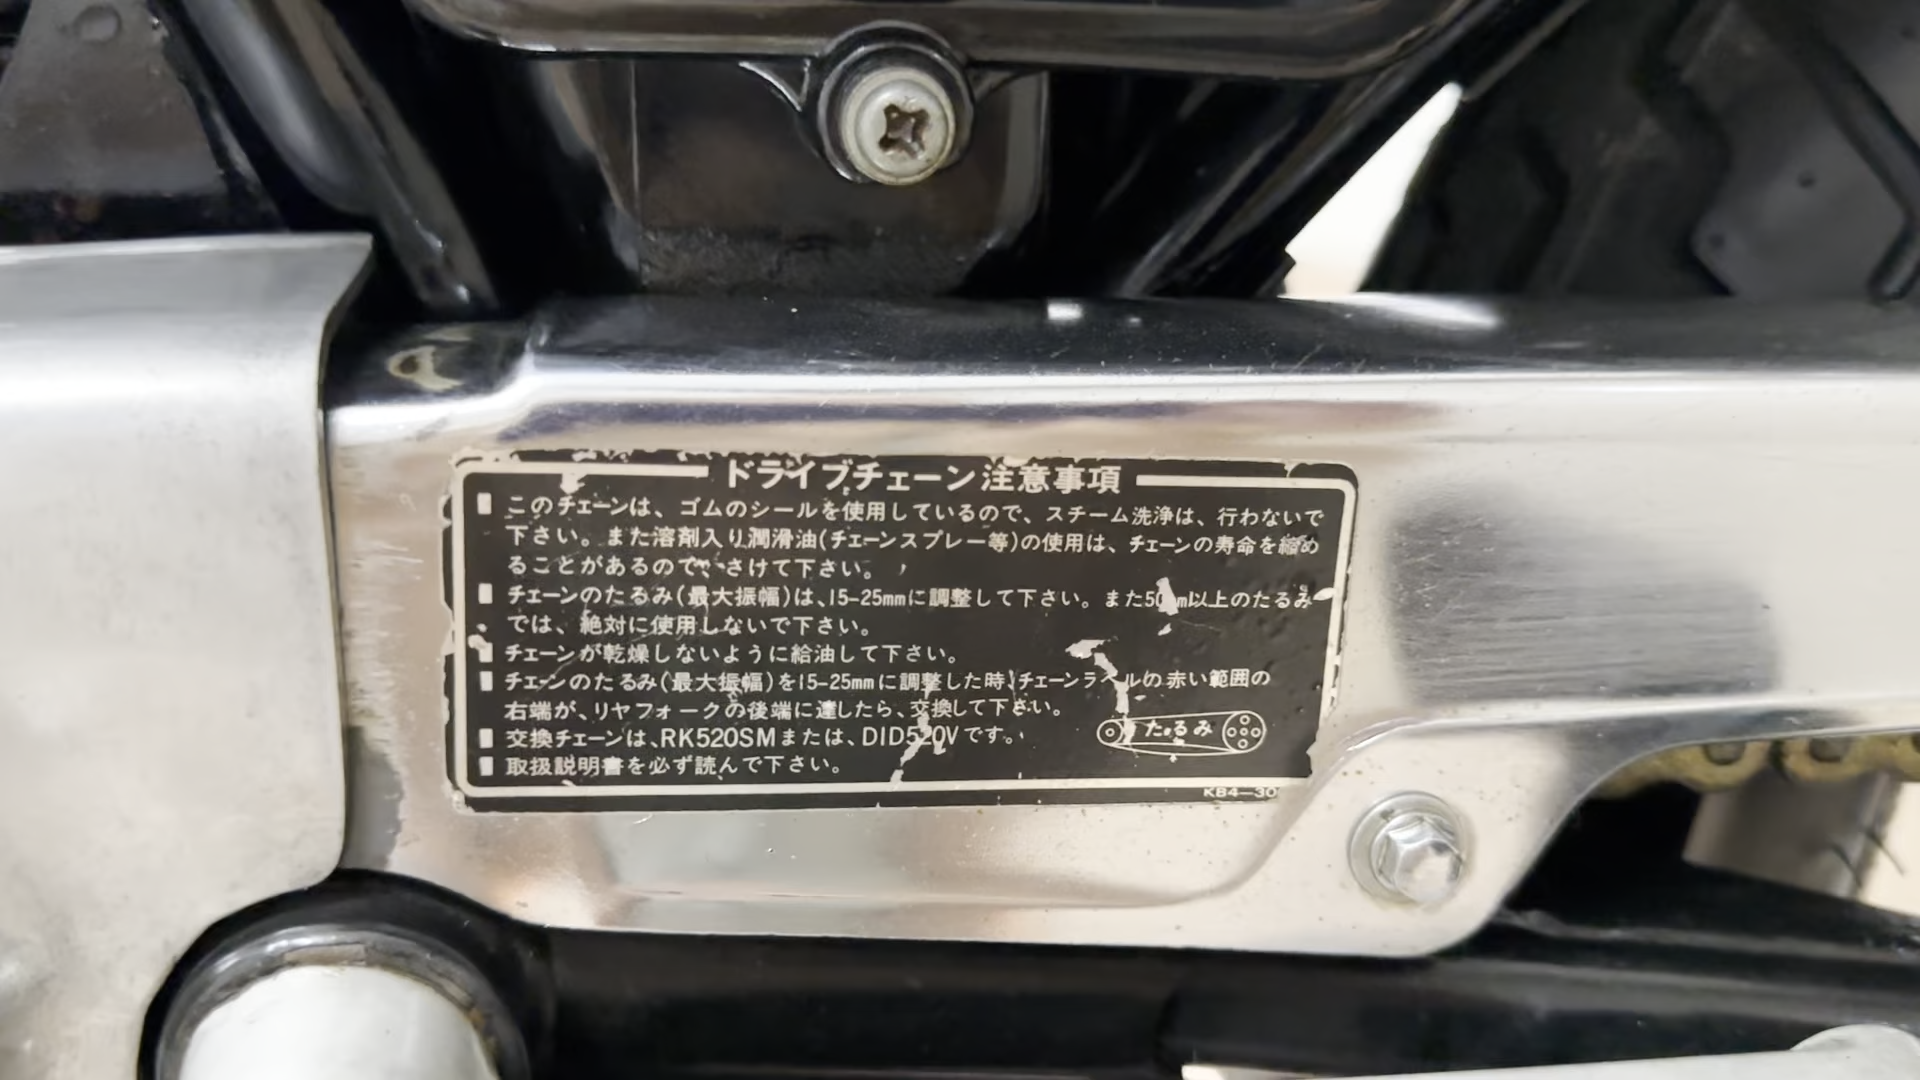 ドライブチェーン注意事項
このチェーンは、ゴムのシールを使用しているので、スチーム洗浄は、行わないで
下さい。また溶剤入り潤滑油(チェーンスプレー等)の使用は、チェーンの寿命を縮め
ることがあるので、さけて下さい。
チェーンのたるみ(最大振幅)は、15-25mmに調整して下さい。また50mm以上のたるみ
では、絶対に使用しないで下さい。
チェーンが乾燥しないように給油して下さい。
チェーンのたるみ(最大振幅)を15-25mmに調整した時、チェーンラベルの赤い範囲の
右端が、リヤフォークの後端に達したら、交換して下さい。
たるみ
交換チェーンは、RK520SMまたは、DID520Vです。
取扱説明書を必ず読んで下さい。
KB4-30